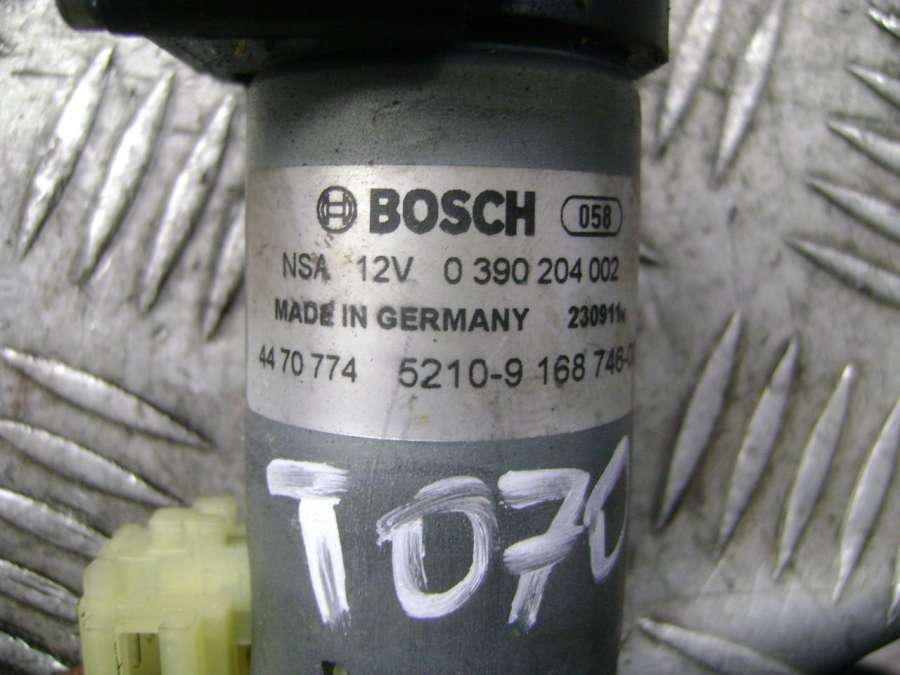 BOSCH 058
NSA 12V 0 390 204 002
MADE IN GERMANY 230911
44 70 774 5210-9 168 746-
T070